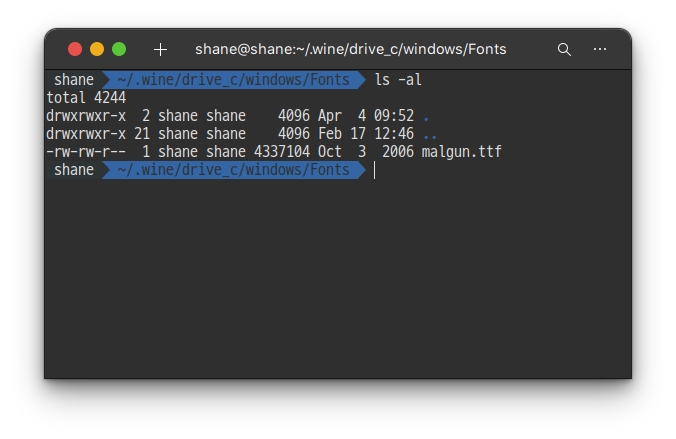 shane@shane:~/.wine/drive_c/windows/Fonts
shane ~/.wine/drive_c/windows/Fonts ls -al
total 4244
drwxrwxr-x  2 shane shane    4096 Apr  4 09:52 .
drwxrwxr-x 21 shane shane    4096 Feb 17 12:46 ..
-rw-rw-r--  1 shane shane 4337104 Oct  3  2006 malgun.ttf
shane ~/.wine/drive_c/windows/Fonts